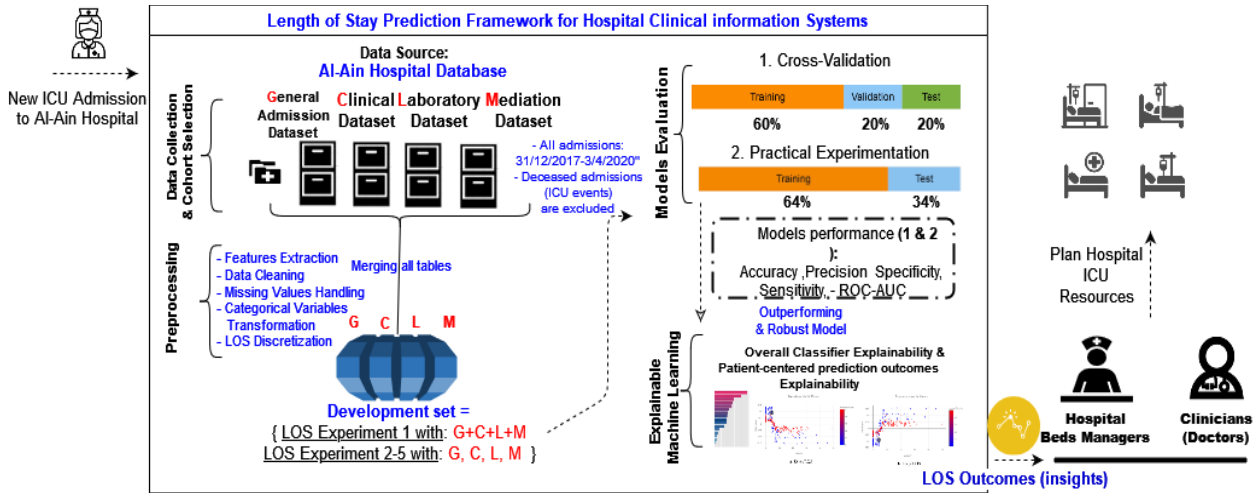 Length of Stay Prediction Framework for Hospital Clinical information Systems
New ICU Admission
to Al-Ain Hospital
Data Collection
& Cohort Selection
Data Source:
Al-Ain Hospital Database
General
Admission
Dataset
Clinical
Dataset
Laboratory
Dataset
Mediation
Dataset
- All admissions:
31/12/2017-3/4/2020"
- Deceased admissions
(ICU events)
are excluded
Preprocessing
- Features Extraction
- Data Cleaning
- Missing Values Handling
- Categorical Variables
Transformation
- LOS Discretization
Merging all tables
G C L M
Development set =
{ LOS Experiment 1 with: G+C+L+M
LOS Experiment 2-5 with: G, C, L, M }
Models Evaluation
1. Cross-Validation
Training Validation Test
60% 20% 20%
2. Practical Experimentation
Training Test
64% 34%
Models performance (1 & 2
):
Accuracy ,Precision Specificity,
Sensitivity, - ROC-AUC
Outperforming
& Robust Model
Explainable
Machine Learning
Overall Classifier Explainability &
Patient-centered prediction outcomes
Explainability
LOS Outcomes (insights)
Plan Hospital
ICU
Resources
Hospital
Beds Managers
Clinicians
(Doctors)